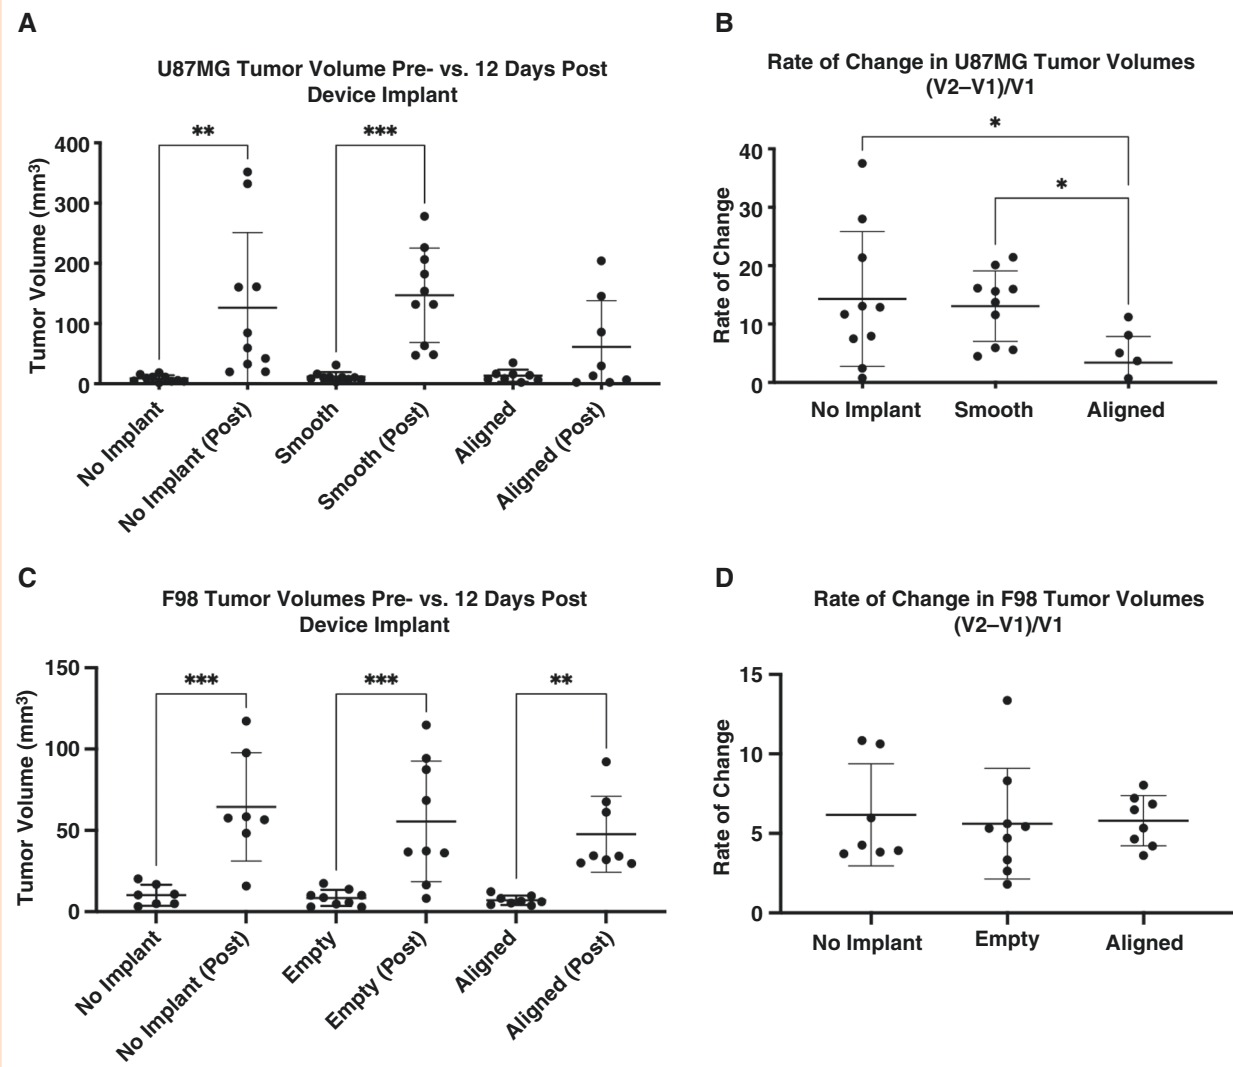 A
U87MG Tumor Volume Pre- vs. 12 Days Post
Device Implant
Tumor Volume (mm³)
400
300
200
100
0
**
***
No Implant
No Implant (Post)
Smooth
Smooth (Post)
Aligned
Aligned (Post)
B
Rate of Change in U87MG Tumor Volumes
(V2–V1)/V1
Rate of Change
40
30
20
10
0
*
*
No Implant
Smooth
Aligned
C
F98 Tumor Volumes Pre- vs. 12 Days Post
Device Implant
Tumor Volume (mm³)
150
100
50
0
***
***
**
No Implant
No Implant (Post)
Empty
Empty (Post)
Aligned
Aligned (Post)
D
Rate of Change in F98 Tumor Volumes
(V2–V1)/V1
Rate of Change
15
10
5
0
No Implant
Empty
Aligned